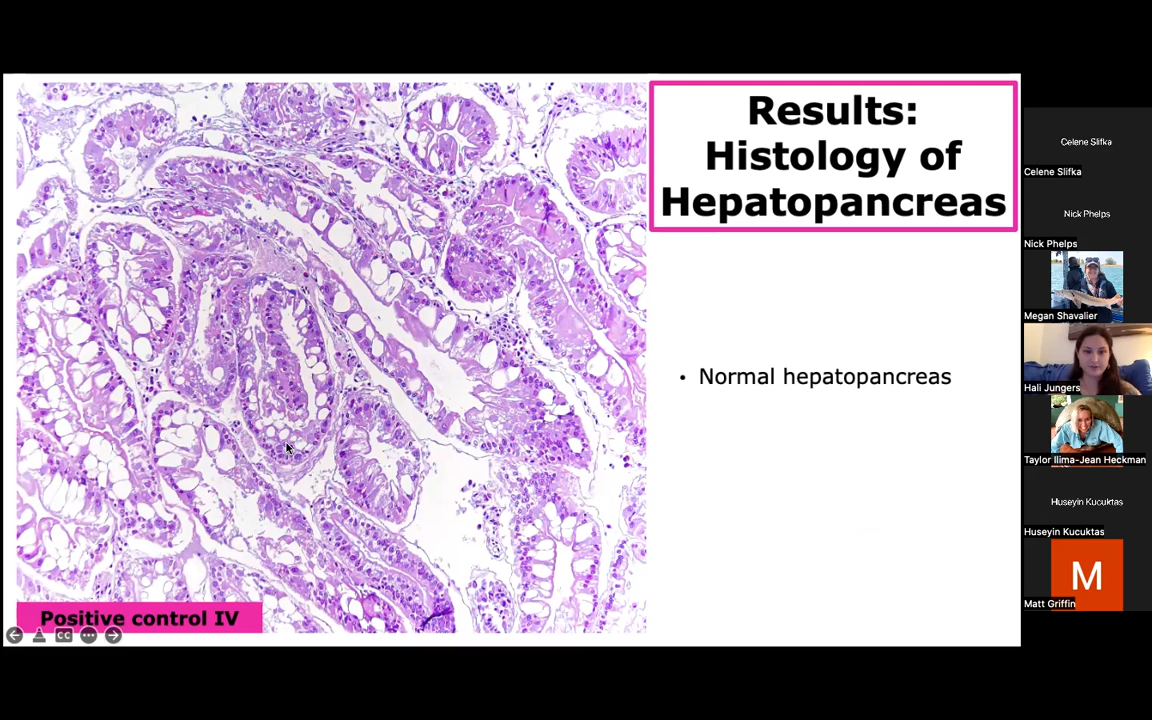 Results:
Histology of
Hepatopancreas
• Normal hepatopancreas
Positive control IV
CC
Celene Slifka
Celene Slifka
Nick Phelps
Nick Phelps
Megan Shavalier
Hali Jungers
Taylor Ilima-Jean Heckman
Huseyin Kucuktas
Huseyin Kucuktas
M
Matt Griffin